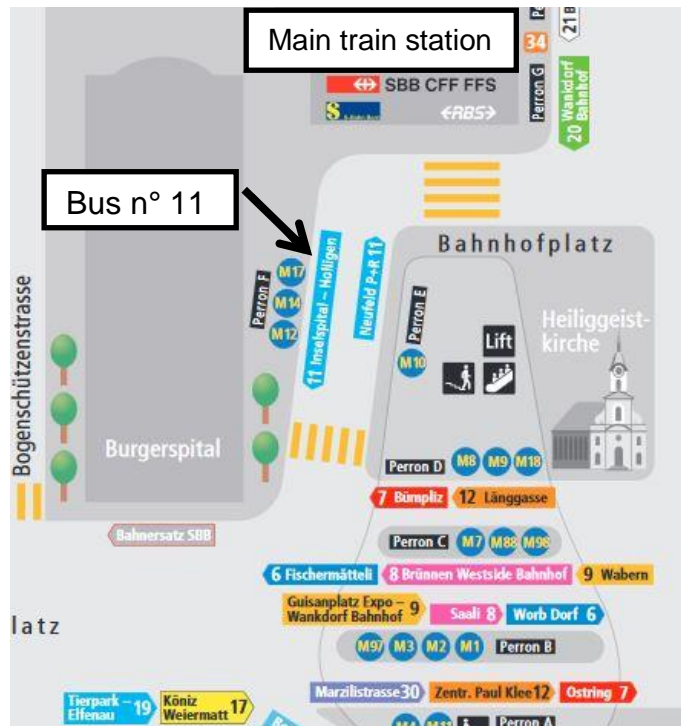 Main train station
34
21
SBB CFF FFS
S
RBS
Perron G
20 Wankdorf
Bahnhof
Bus n° 11
Bahnhofplatz
Perron F
M17
M14
M12
11 Inselspital – Holligen
Neufeld P+R 11
Perron E
M10
Lift
Heiliggeist-
kirche
Bogenschützenstrasse
Burgerspital
Perron D M8 M9 M18
7 Bümpliz 12 Länggasse
Bahnersatz SBB
Perron C M7 M88 M98
6 Fischermätteli 8 Brünnen Westside Bahnhof 9 Wabern
Guisanplatz Expo –
Wankdorf Bahnhof 9 Saali 8 Worb Dorf 6
latz
M97 M3 M2 M1 Perron B
Marzilistrasse 30 Zentr. Paul Klee 12 Ostring 7
Tierpark –
Elfenau 19
Köniz
Weiermatt 17
Perron A